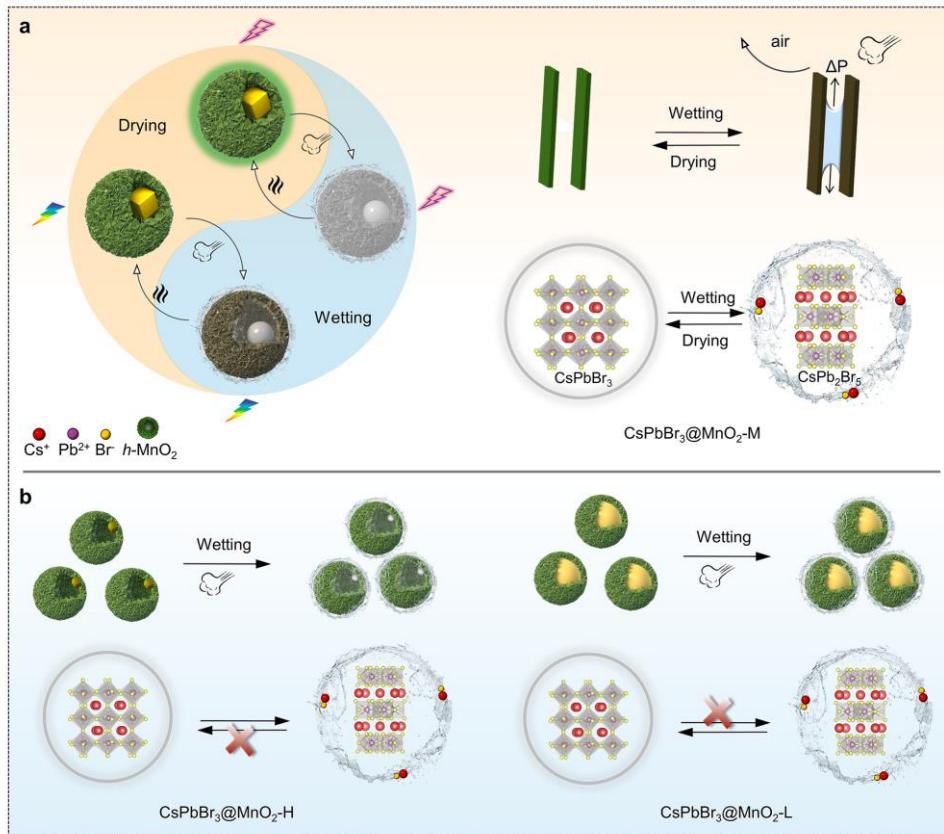 a
air
ΔP
Drying
Wetting
Drying
Wetting
Wetting
Drying
CsPbBr₃
CsPb₂Br₅
Cs⁺ Pb²⁺ Br⁻ h-MnO₂
CsPbBr₃@MnO₂-M
b
Wetting
Wetting
CsPbBr₃@MnO₂-H
CsPbBr₃@MnO₂-L